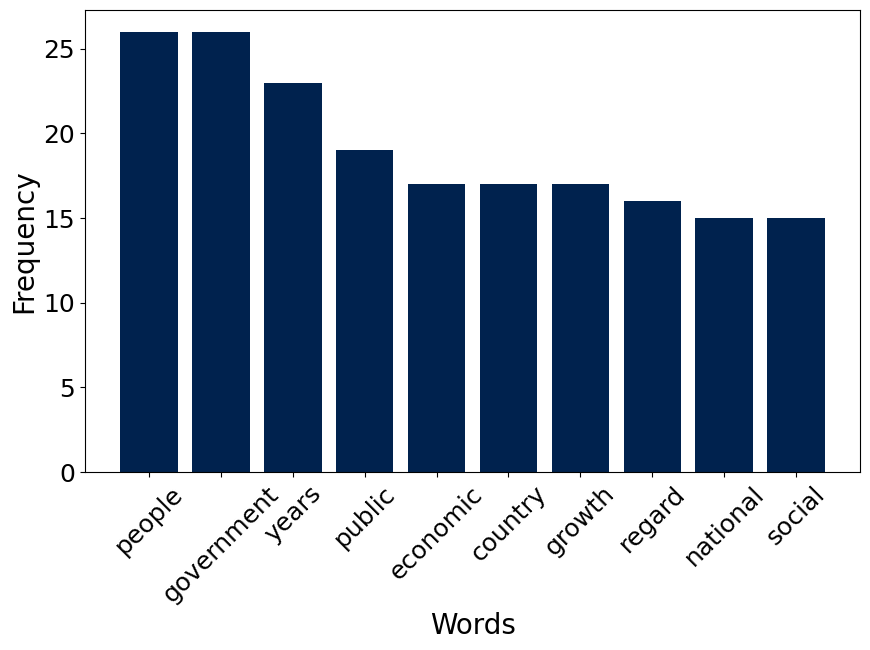 Frequency
25
20
15
10
5
0
people
government
years
public
economic
country
growth
regard
national
social
Words